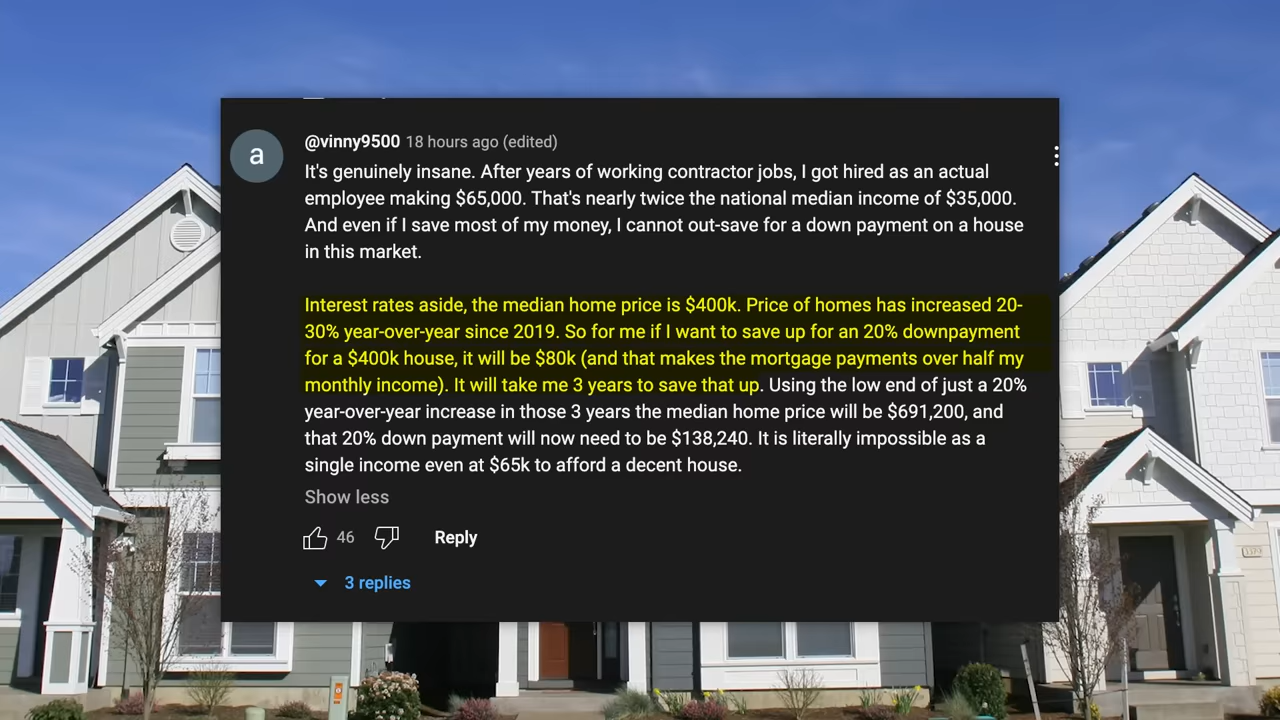 a
@vinny9500 18 hours ago (edited)
It's genuinely insane. After years of working contractor jobs, I got hired as an actual
employee making $65,000. That's nearly twice the national median income of $35,000.
And even if I save most of my money, I cannot out-save for a down payment on a house
in this market.
Interest rates aside, the median home price is $400k. Price of homes has increased 20-
30% year-over-year since 2019. So for me if I want to save up for an 20% downpayment
for a $400k house, it will be $80k (and that makes the mortgage payments over half my
monthly income). It will take me 3 years to save that up. Using the low end of just a 20%
year-over-year increase in those 3 years the median home price will be $691,200, and
that 20% down payment will now need to be $138,240. It is literally impossible as a
single income even at $65k to afford a decent house.
Show less
46 Reply
3 replies